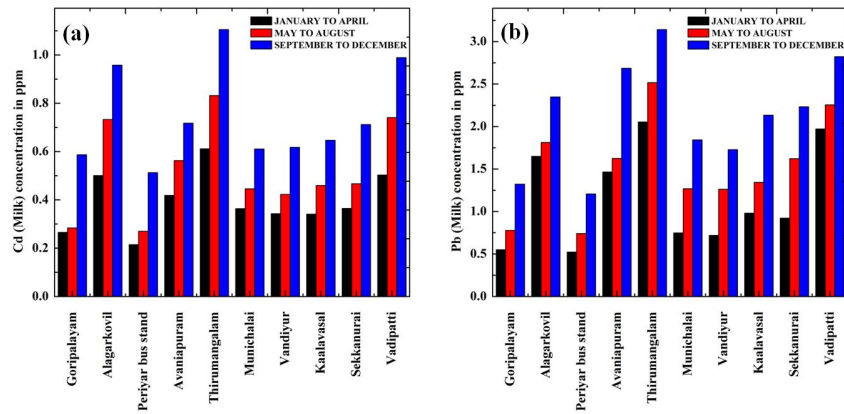 (a)
JANUARY TO APRIL
MAY TO AUGUST
SEPTEMBER TO DECEMBER
Cd (Milk) concentration in ppm
1.0
0.8
0.6
0.4
0.2
0.0
Goripalayam
Alagarkovil
Periyar bus stand
Avaniapuram
Thirumangalam
Munichalai
Vandiyur
Kaalavasal
Sekkanurai
Vadipatti
(b)
JANUARY TO APRIL
MAY TO AUGUST
SEPTEMBER TO DECEMBER
Pb (Milk) concentration in ppm
3.0
2.5
2.0
1.5
1.0
0.5
0.0
Goripalayam
Alagarkovil
Periyar bus stand
Avaniapuram
Thirumangalam
Munichalai
Vandiyur
Kaalavasal
Sekkanurai
Vadipatti